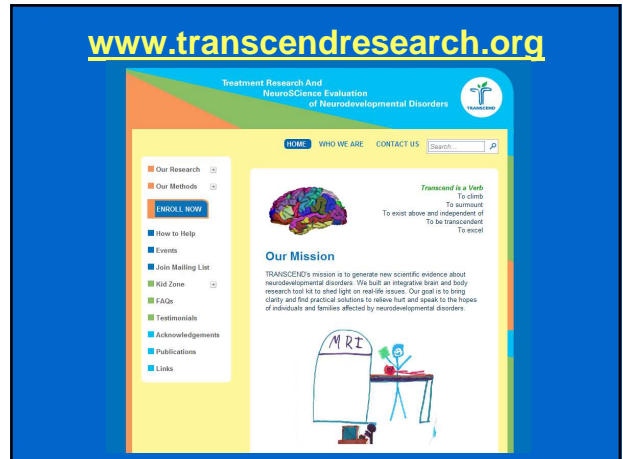 www.transcendresearch.org
Treatment Research And
NeuroSCience Evaluation
of Neurodevelopmental Disorders
TRANSCEND
HOME WHO WE ARE CONTACT US Search...
Our Research
Our Methods
ENROLL NOW
How to Help
Events
Join Mailing List
Kid Zone
FAQs
Testimonials
Acknowledgements
Publications
Links
Transcend is a Verb
To climb
To surmount
To exist above and independent of
To be transcendent
To excel
Our Mission
TRANSCEND's mission is to generate new scientific evidence about
neurodevelopmental disorders. We built an integrative brain and body
research tool kit to shed light on real-life issues. Our goal is to bring
clarity and find practical solutions to relieve hurt and speak to the hopes
of individuals and families affected by neurodevelopmental disorders.
MRI